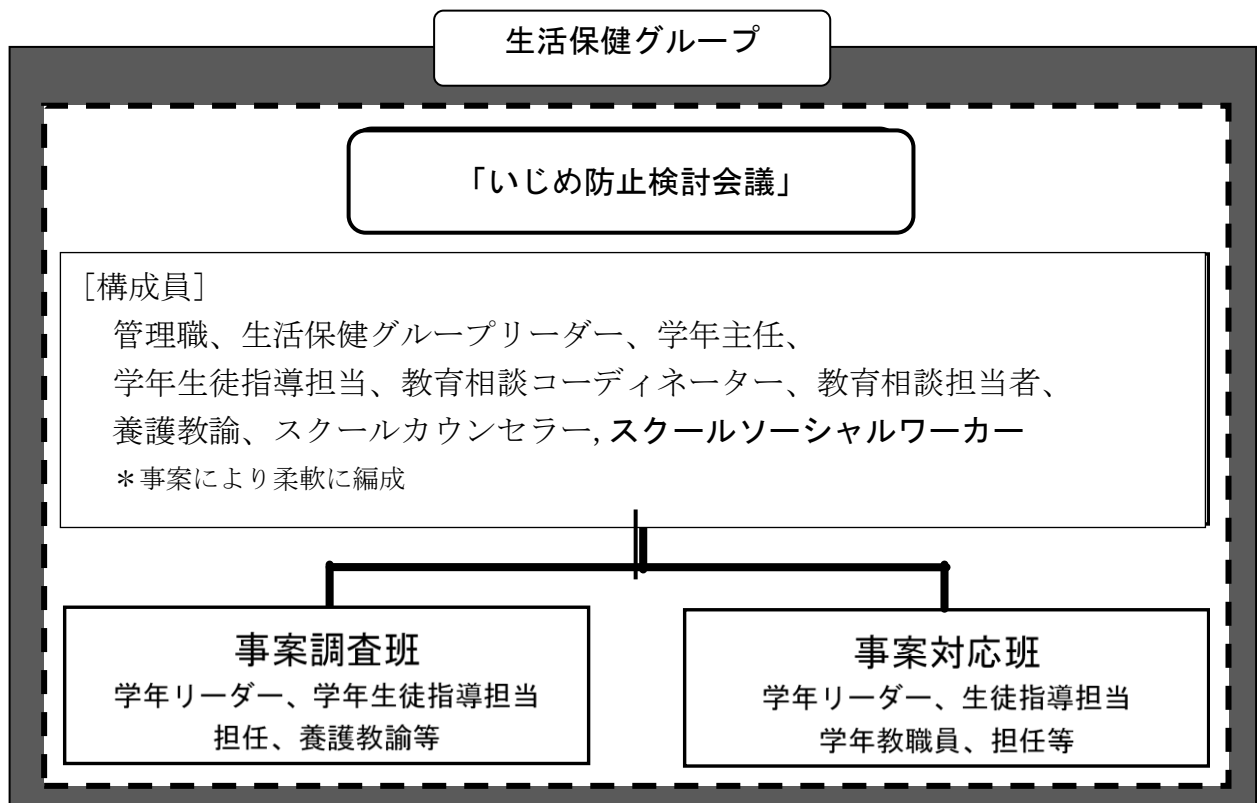 生活保健グループ
「いじめ防止検討会議」
［構成員］
管理職、生活保健グループリーダー、学年主任、
学年生徒指導担当、教育相談コーディネーター、教育相談担当者、
養護教諭、スクールカウンセラー,スクールソーシャルワーカー
＊事案により柔軟に編成
事案調査班
学年リーダー、学年生徒指導担当
担任、養護教諭等
事案対応班
学年リーダー、生徒指導担当
学年教職員、担任等